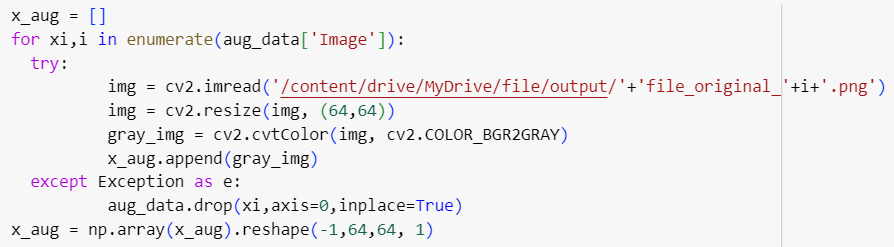 x_aug = []
for xi,i in enumerate(aug_data['Image']):
  try:
          img = cv2.imread('/content/drive/MyDrive/file/output/'+'file_original_'+i+'.png')
          img = cv2.resize(img, (64,64))
          gray_img = cv2.cvtColor(img, cv2.COLOR_BGR2GRAY)
          x_aug.append(gray_img)
  except Exception as e:
          aug_data.drop(xi,axis=0,inplace=True)
x_aug = np.array(x_aug).reshape(-1,64,64, 1)